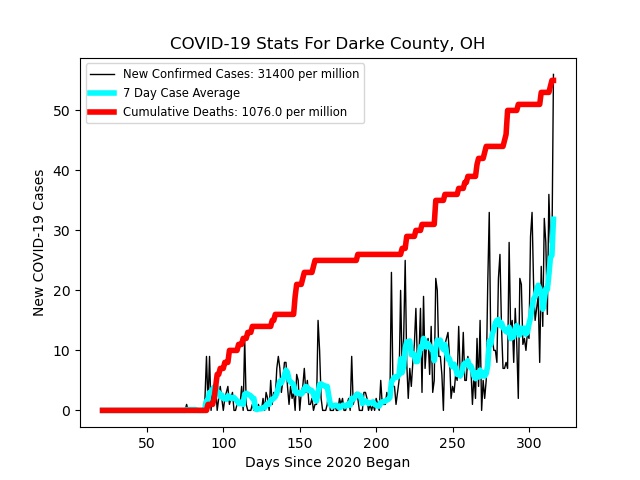 COVID-19 Stats For Darke County, OH
New Confirmed Cases: 31400 per million
7 Day Case Average
Cumulative Deaths: 1076.0 per million
New COVID-19 Cases
50
40
30
20
10
0
50
100
150
200
250
300
Days Since 2020 Began